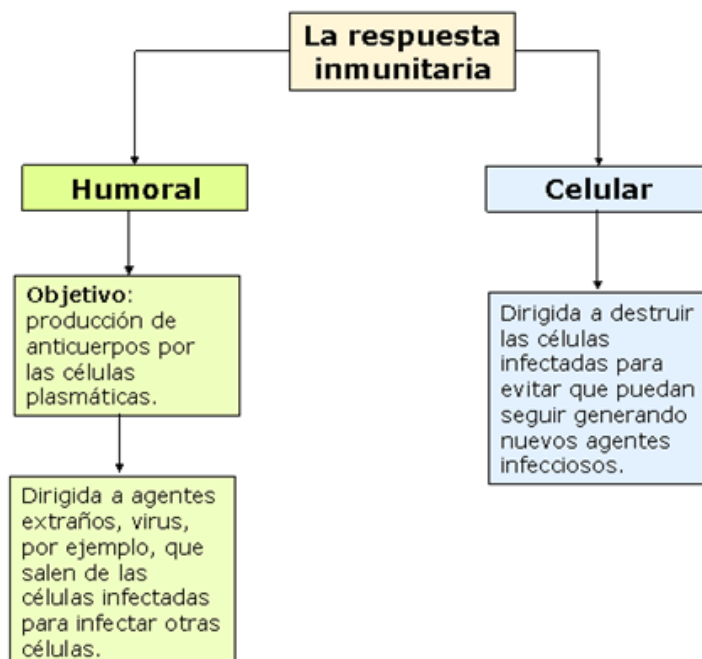 La respuesta
inmunitaria
Humoral
Celular
Objetivo:
producción de
anticuerpos por
las células
plasmáticas.
Dirigida a destruir
las células
infectadas para
evitar que puedan
seguir generando
nuevos agentes
infecciosos.
Dirigida a agentes
extraños, virus,
por ejemplo, que
salen de las
células infectadas
para infectar otras
células.